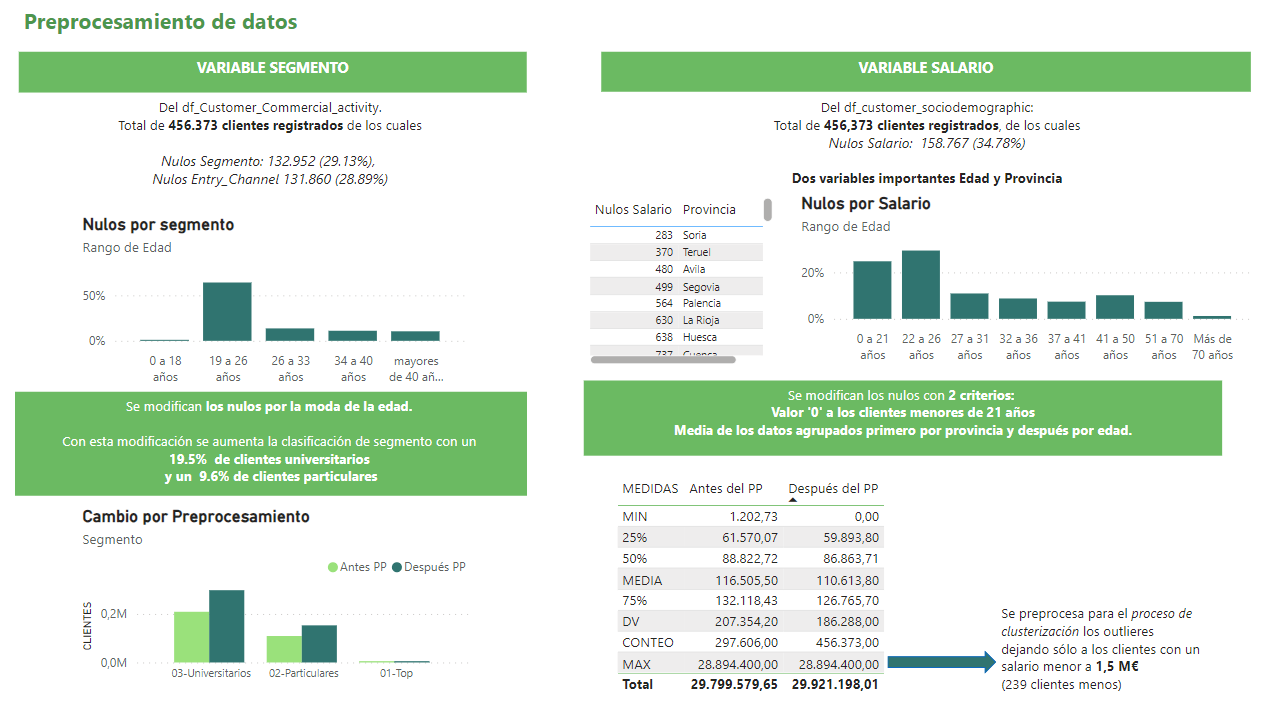 Preprocesamiento de datos
VARIABLE SEGMENTO
Del df_Customer_Commercial_activity.
Total de 456.373 clientes registrados de los cuales
Nulos Segmento: 132.952 (29.13%),
Nulos Entry_Channel 131.860 (28.89%)
Nulos por segmento
Rango de Edad
50%
0%
0 a 18 años
19 a 26 años
26 a 33 años
34 a 40 años
mayores de 40 añ...
Se modifican los nulos por la moda de la edad.
Con esta modificación se aumenta la clasificación de segmento con un
19.5% de clientes universitarios
y un 9.6% de clientes particulares
Cambio por Preprocesamiento
Segmento
Antes PP Después PP
CLIENTES
0,2M
0,0M
03-Universitarios 02-Particulares 01-Top
VARIABLE SALARIO
Del df_customer_sociodemographic:
Total de 456,373 clientes registrados, de los cuales
Nulos Salario: 158.767 (34.78%)
Dos variables importantes Edad y Provincia
Nulos Salario Provincia
283 Soria
370 Teruel
480 Avila
499 Segovia
564 Palencia
630 La Rioja
638 Huesca
737 Cuenca
Nulos por Salario
Rango de Edad
20%
0%
0 a 21 años
22 a 26 años
27 a 31 años
32 a 36 años
37 a 41 años
41 a 50 años
51 a 70 años
Más de 70 años
Se modifican los nulos con 2 criterios:
Valor '0' a los clientes menores de 21 años
Media de los datos agrupados primero por provincia y después por edad.
MEDIDAS Antes del PP Después del PP
MIN 1.202,73 0,00
25% 61.570,07 59.893,80
50% 88.822,72 86.863,71
MEDIA 116.505,50 110.613,80
75% 132.118,43 126.765,70
DV 207.354,20 186.288,00
CONTEO 297.606,00 456.373,00
MAX 28.894.400,00 28.894.400,00
Total 29.799.579,65 29.921.198,01
Se preprocesa para el proceso de
clusterización los outlieres
dejando sólo a los clientes con un
salario menor a 1,5 M€
(239 clientes menos)